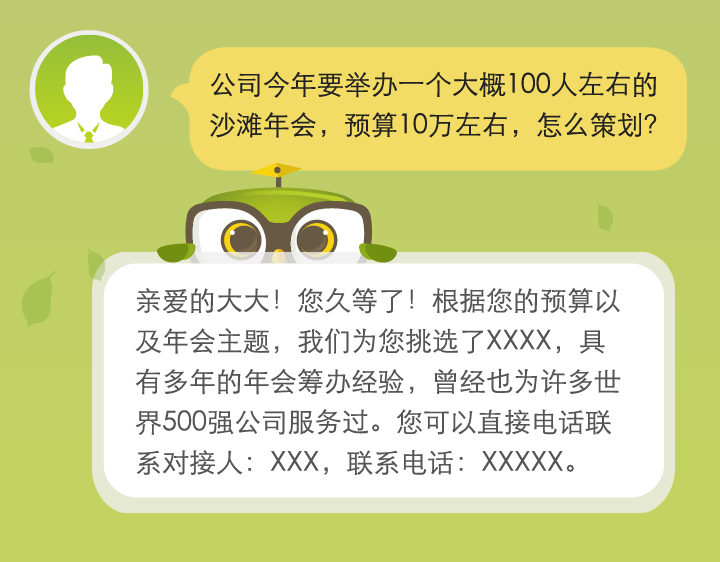 公司今年要举办一个大概100人左右的
沙滩年会，预算10万左右，怎么策划？
亲爱的大大！您久等了！根据您的预算以
及年会主题，我们为您挑选了XXXX，具
有多年的年会筹办经验，曾经也为许多世
界500强公司服务过。您可以直接电话联
系对接人：XXX，联系电话：XXXXX。